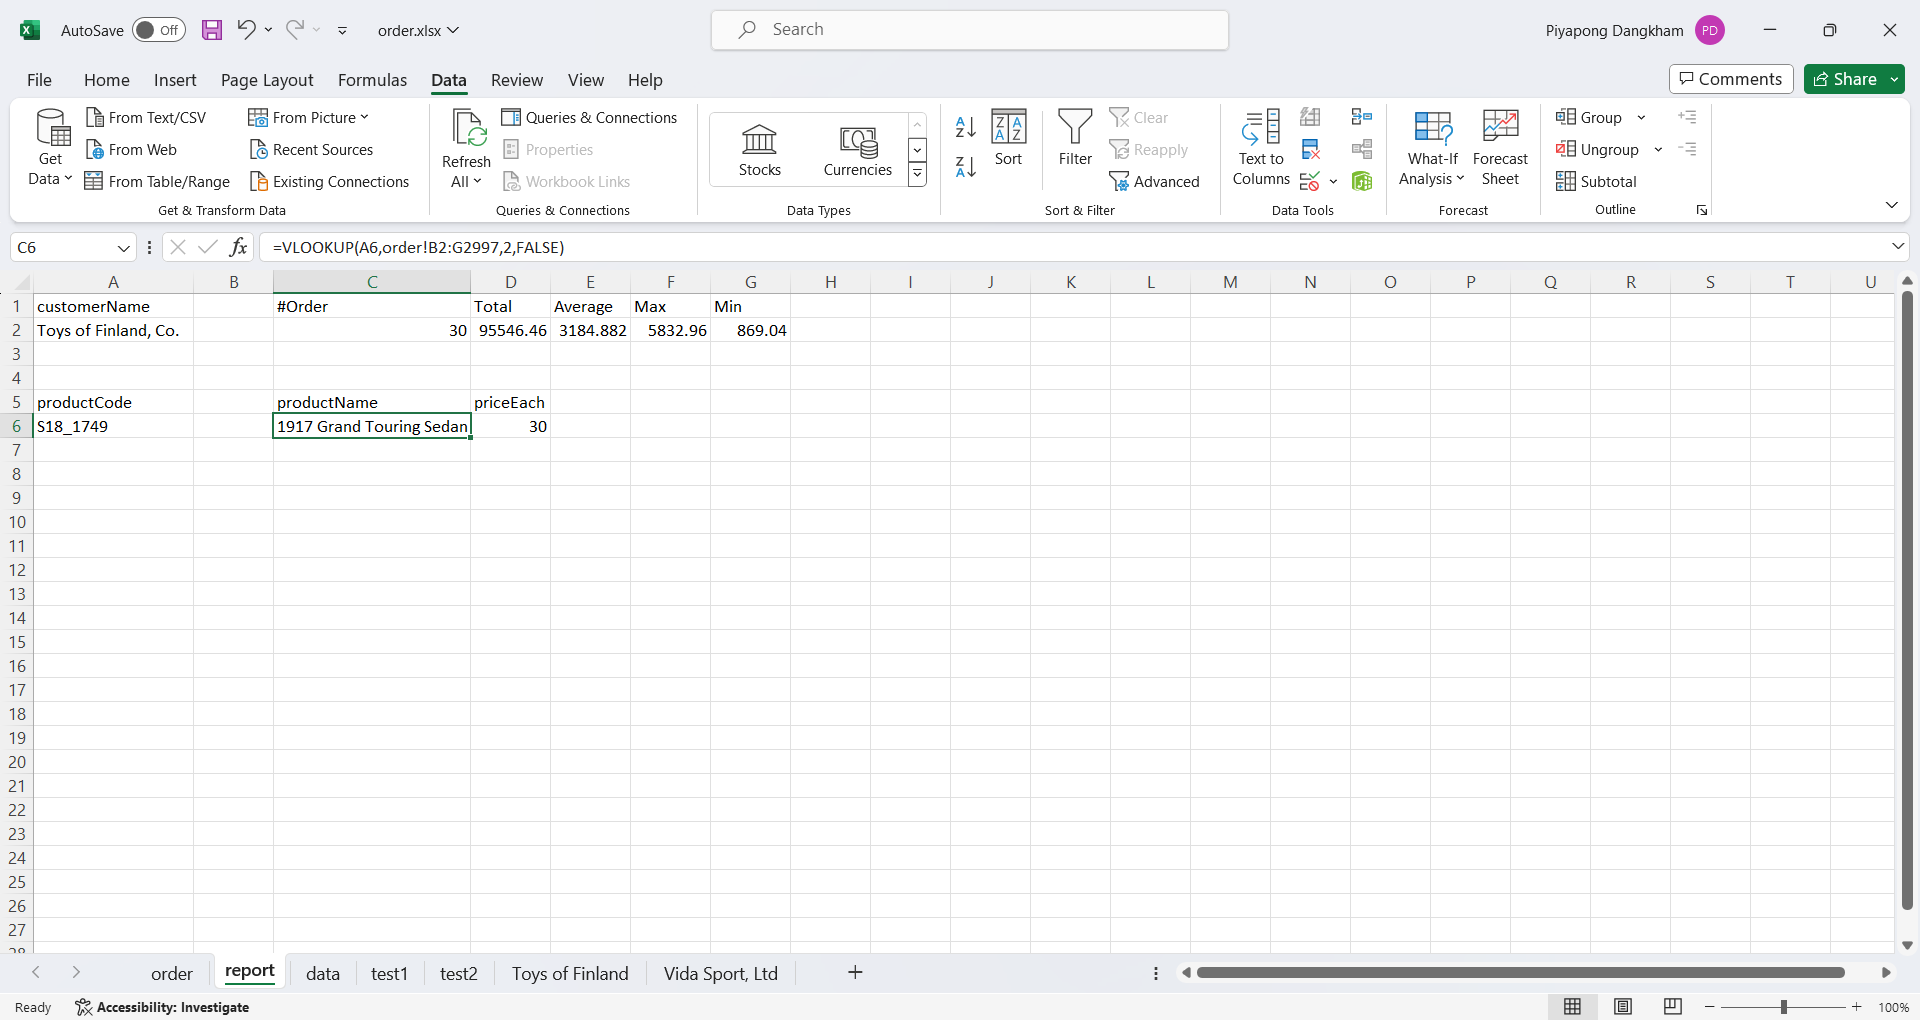 AutoSave Off order.xlsx Search Piyapong Dangkham PD
File Home Insert Page Layout Formulas Data Review View Help Comments Share
Get Data
From Text/CSV
From Web
From Table/Range
From Picture
Recent Sources
Existing Connections
Get & Transform Data
Refresh All
Queries & Connections
Properties
Workbook Links
Queries & Connections
Stocks
Currencies
Data Types
Sort
Filter
Clear
Reapply
Advanced
Sort & Filter
Text to Columns
Data Tools
What-If Analysis
Forecast Sheet
Forecast
Group
Ungroup
Subtotal
Outline
C6 fx =VLOOKUP(A6,order!B2:G2997,2,FALSE)
A B C D E F G H I J K L M N O P Q R S T U
1 customerName #Order Total Average Max Min
2 Toys of Finland, Co. 30 95546.46 3184.882 5832.96 869.04
3
4
5 productCode productName priceEach
6 S18_1749 1917 Grand Touring Sedan 30
7
8
9
10
11
12
13
14
15
16
17
18
19
20
21
22
23
24
25
26
27
28
order report data test1 test2 Toys of Finland Vida Sport, Ltd
Ready Accessibility: Investigate 100%